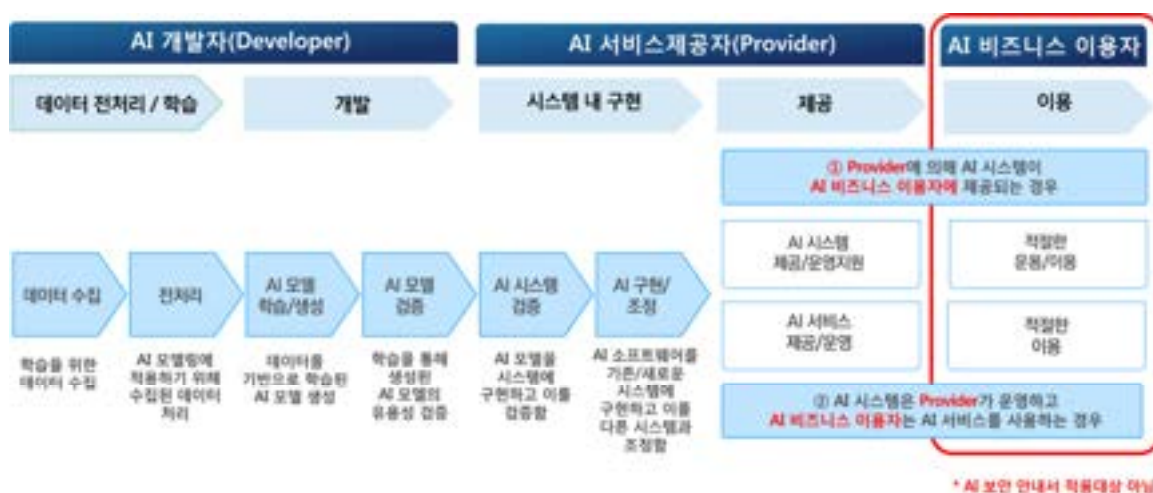 AI 개발자(Developer)
AI 서비스제공자(Provider)
AI 비즈니스 이용자
데이터 전처리 / 학습
개발
시스템 내 구현
제공
이용
① Provider에 의해 AI 시스템이
AI 비즈니스 이용자에 제공되는 경우
AI 시스템
제공/운영지원
적절한
운용/이용
데이터 수집
전처리
AI 모델
학습/생성
AI 모델
검증
AI 시스템
검증
AI 구현/
조정
AI 서비스
제공/운영
적절한
이용
학습을 위한
데이터 수집
AI 모델링에
적용하기 위해
수집된 데이터
처리
데이터를
기반으로 학습된
AI 모델 생성
학습을 통해
생성된
AI 모델의
유용성 검증
AI 모델을
시스템에
구현하고 이를
검증함
AI 소프트웨어를
기존/새로운
시스템에
구현하고 이를
다른 시스템과
조정함
② AI 시스템은 Provider가 운영하고
AI 비즈니스 이용자는 AI 서비스를 사용하는 경우
* AI 보안 안내서 적용대상 아님